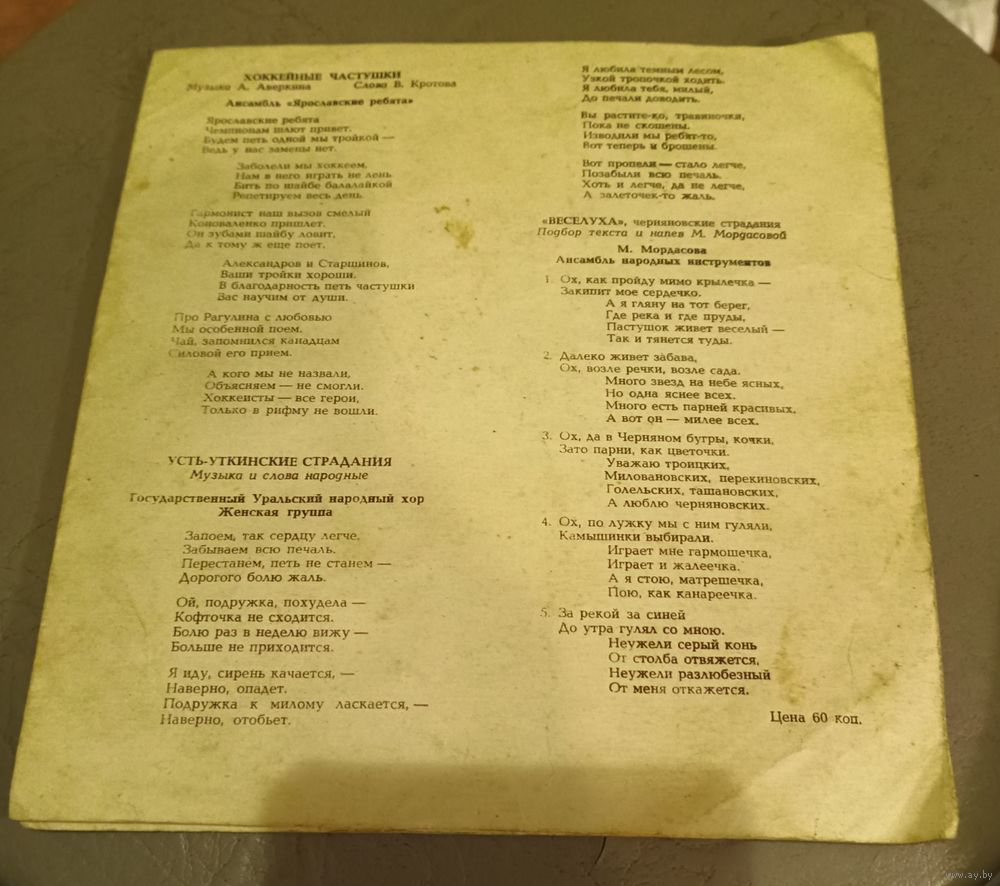 ХОККЕЙНЫЕ ЧАСТУШКИ
Музыка А. Аверкина Слова В. Кротова
Ансамбль «Ярославские ребята»
Ярославские ребята
Чемпионам шлют привет.
Будем петь одной мы тройкой —
Ведь у нас замены нет.
Заболели мы хоккеем,
Нам в него играть не лень
Бить по шайбе балалайкой
Репетируем весь день.
Гармонист наш вызов смелый
Коноваленко пришлет.
Он зубами шайбу ловит,
Да к тому ж еще поет.
Александров и Старшинов,
Ваши тройки хороши.
В благодарность петь частушки
Вас научим от души.
Про Рагулина с любовью
Мы особенной поем.
Чай, запомнился канадцам
Силовой его прием.
А кого мы не назвали,
Объясняем — не смогли.
Хоккеисты — все герои,
Только в рифму не вошли.
УСТЬ-УТКИНСКИЕ СТРАДАНИЯ
Музыка и слова народные
Государственный Уральский народный хор
Женская группа
Запоем, так сердцу легче,
Забываем всю печаль.
Перестанем, петь не станем —
Дорогого болю жаль.
Ой, подружка, похудела —
Кофточка не сходится.
Болю раз в неделю вижу —
Больше не приходится.
Я иду, сирень качается, —
Наверно, опадет.
Подружка к милому ласкается, —
Наверно, отобьет.
Я любила темным лесом,
Узкой тропочкой ходить.
Я любила тебя, милый,
До печали доводить.
Вы растите-ко, травиночки,
Пока не скошены.
Изводили мы ребят-то,
Вот теперь и брошены.
Вот пропели — стало легче,
Позабыли всю печаль.
Хоть и легче, да не легче,
А залеточек-то жаль.
«ВЕСЕЛУХА», черняновские страдания
Подбор текста и напев М. Мордасовой
М. Мордасова
Ансамбль народных инструментов
1. Ох, как пройду мимо крылечка —
Закипит мое сердечко.
А я гляну на тот берег,
Где река и где пруды,
Пастушок живет веселый —
Так и тянется туды.
2. Далеко живет забава,
Ох, возле речки, возле сада.
Много звезд на небе ясных,
Но одна яснее всех.
Много есть парней красивых,
А вот он — милее всех.
3. Ох, да в Черняном бугры, кочки,
Зато парни, как цветочки.
Уважаю троицких,
Миловановских, перекиновских,
Голельских, ташановских,
А люблю черняновских.
4. Ох, по лужку мы с ним гуляли,
Камышинки выбирали.
Играет мне гармошечка,
Играет и жалеечка.
А я стою, матрешечка,
Пою, как канареечка.
5. За рекой за синей
До утра гулял со мною.
Неужели серый конь
От столба отвяжется,
Неужели разлюбезный
От меня откажется.
Цена 60 коп.
www.ay.by